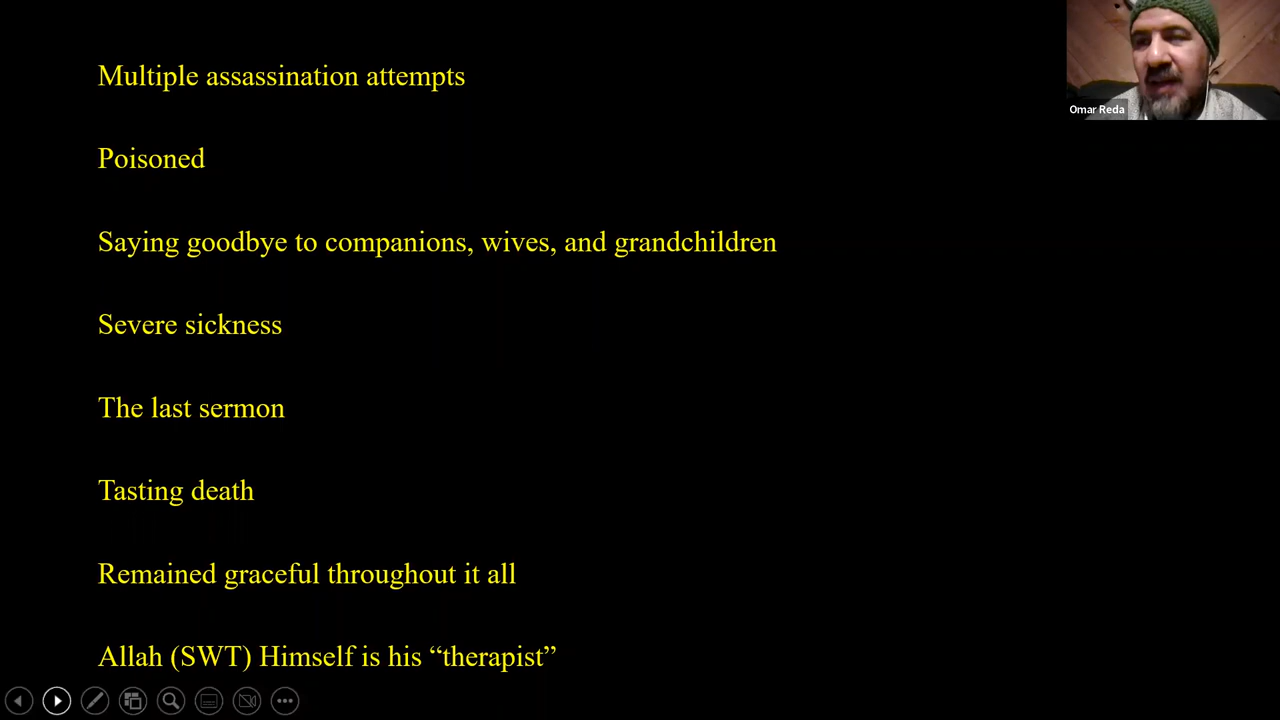 Multiple assassination attempts
Omar Reda
Poisoned
Saying goodbye to companions, wives, and grandchildren
Severe sickness
The last sermon
Tasting death
Remained graceful throughout it all
Allah (SWT) Himself is his “therapist”